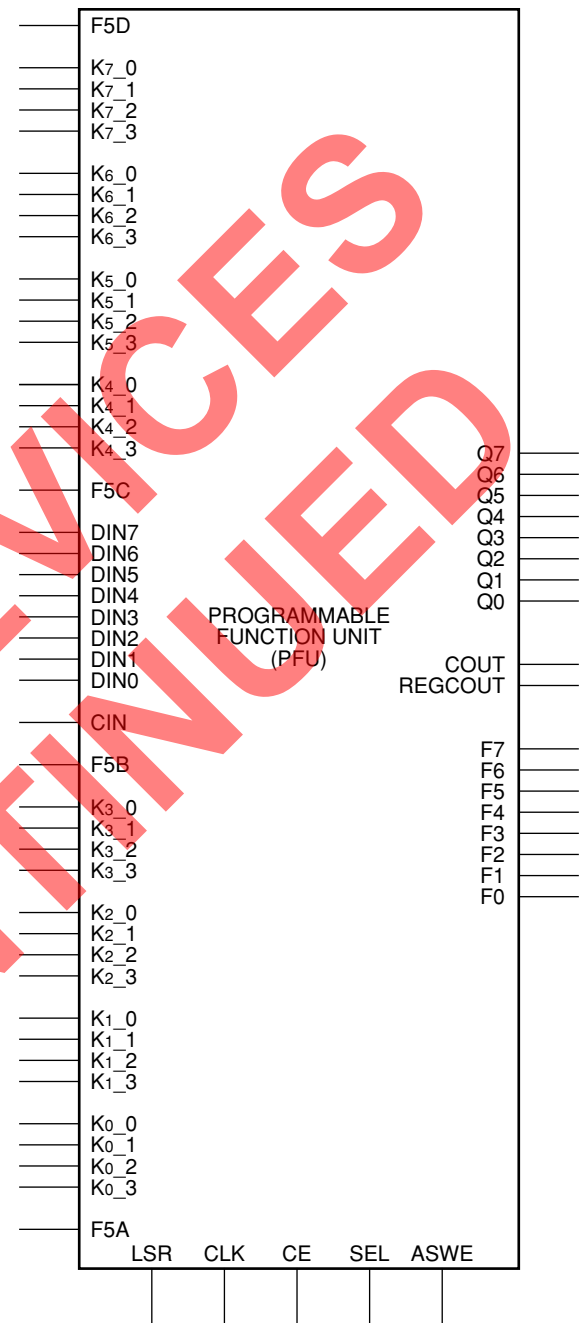 F5D
K7_0
K7_1
K7_2
K7_3
K6_0
K6_1
K6_2
K6_3
K5_0
K5_1
K5_2
K5_3
K4_0
K4_1
K4_2
K4_3
F5C
DIN7
DIN6
DIN5
DIN4
DIN3
DIN2
DIN1
DIN0
CIN
F5B
K3_0
K3_1
K3_2
K3_3
K2_0
K2_1
K2_2
K2_3
K1_0
K1_1
K1_2
K1_3
K0_0
K0_1
K0_2
K0_3
F5A
PROGRAMMABLE
FUNCTION UNIT
(PFU)
Q7
Q6
Q5
Q4
Q3
Q2
Q1
Q0
COUT
REGCOUT
F7
F6
F5
F4
F3
F2
F1
F0
LSR CLK CE SEL ASWE